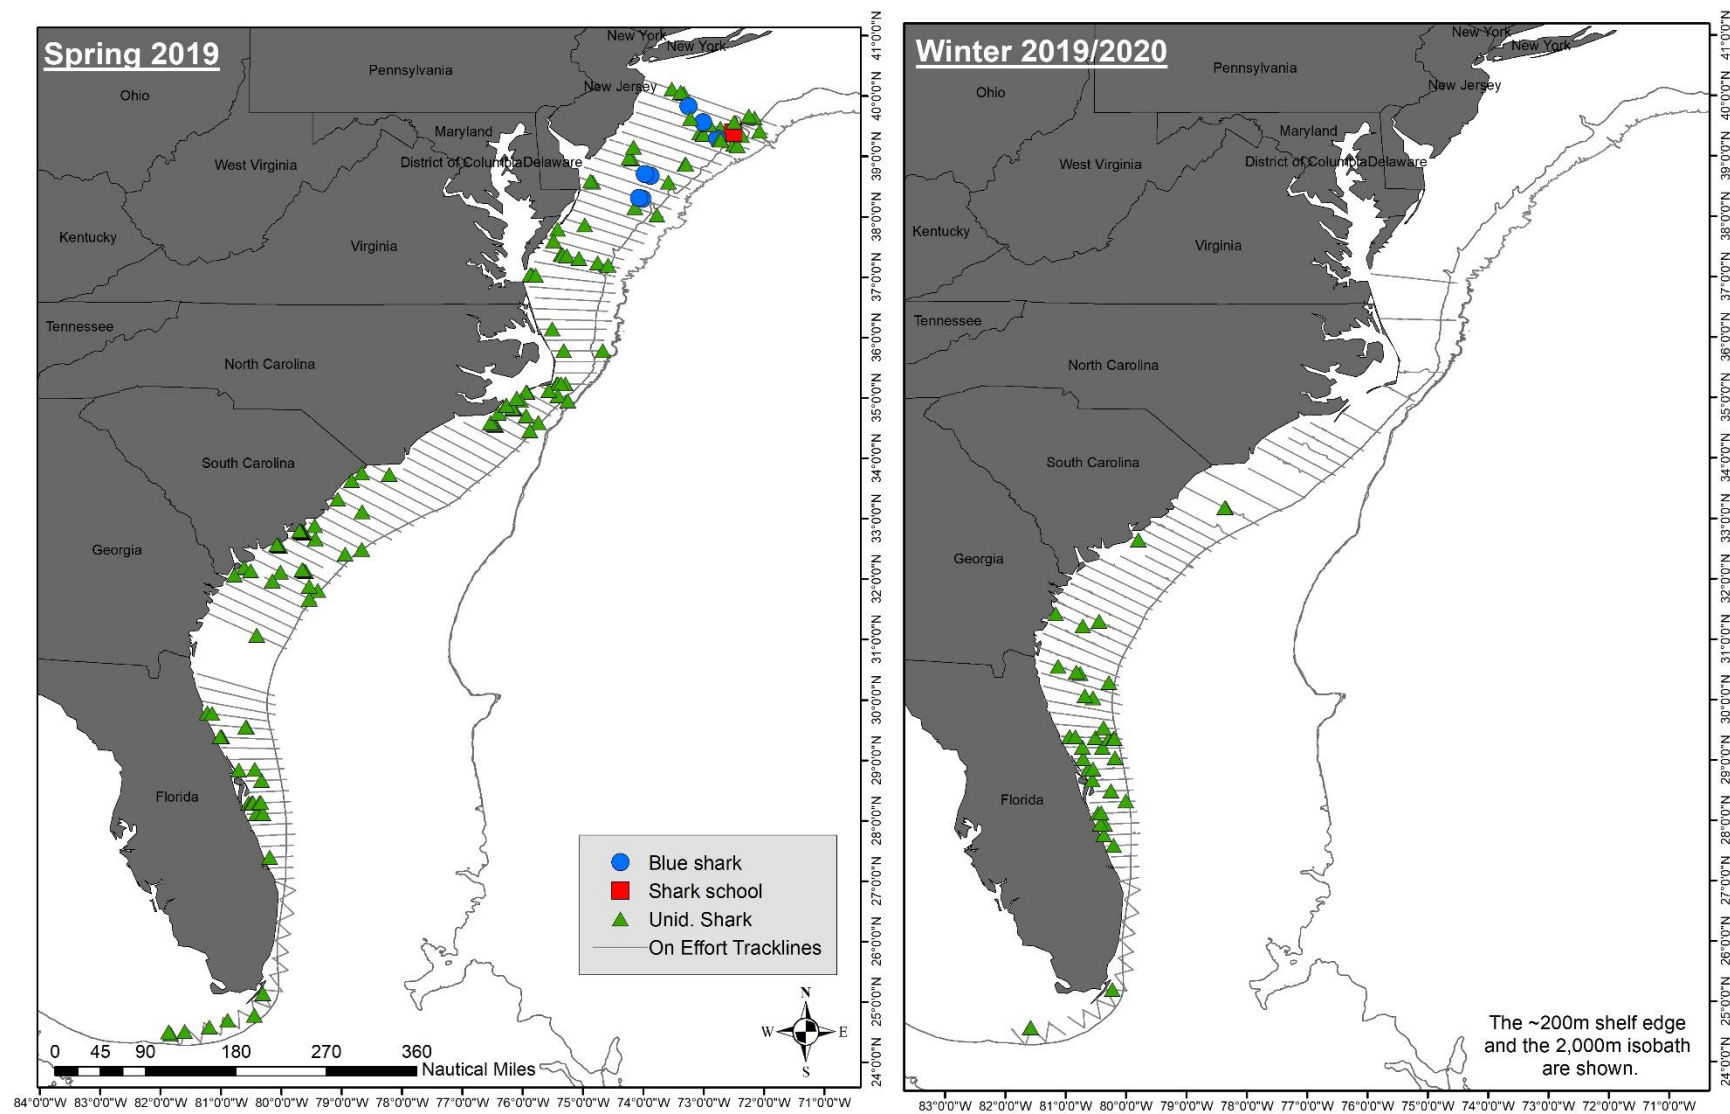 Spring 2019
New York
New York
Pennsylvania
Ohio
New Jersey
Maryland
West Virginia
District of Columbia
Delaware
Kentucky
Virginia
Tennessee
North Carolina
South Carolina
Georgia
Florida
Blue shark
Shark school
Unid. Shark
On Effort Tracklines
N
W
E
S
0 45 90 180 270 360
Nautical Miles
41°0'0"N
40°0'0"N
39°0'0"N
38°0'0"N
37°0'0"N
36°0'0"N
35°0'0"N
34°0'0"N
33°0'0"N
32°0'0"N
31°0'0"N
30°0'0"N
29°0'0"N
28°0'0"N
27°0'0"N
26°0'0"N
25°0'0"N
24°0'0"N
84°0'0"W 83°0'0"W 82°0'0"W 81°0'0"W 80°0'0"W 79°0'0"W 78°0'0"W 77°0'0"W 76°0'0"W 75°0'0"W 74°0'0"W 73°0'0"W 72°0'0"W 71°0'0"W
Winter 2019/2020
New York
New York
Pennsylvania
Ohio
New Jersey
Maryland
West Virginia
District of Columbia
Delaware
Kentucky
Virginia
Tennessee
North Carolina
South Carolina
Georgia
Florida
The ~200m shelf edge
and the 2,000m isobath
are shown.
41°0'0"N
40°0'0"N
39°0'0"N
38°0'0"N
37°0'0"N
36°0'0"N
35°0'0"N
34°0'0"N
33°0'0"N
32°0'0"N
31°0'0"N
30°0'0"N
29°0'0"N
28°0'0"N
27°0'0"N
26°0'0"N
25°0'0"N
24°0'0"N
83°0'0"W 82°0'0"W 81°0'0"W 80°0'0"W 79°0'0"W 78°0'0"W 77°0'0"W 76°0'0"W 75°0'0"W 74°0'0"W 73°0'0"W 72°0'0"W 71°0'0"W